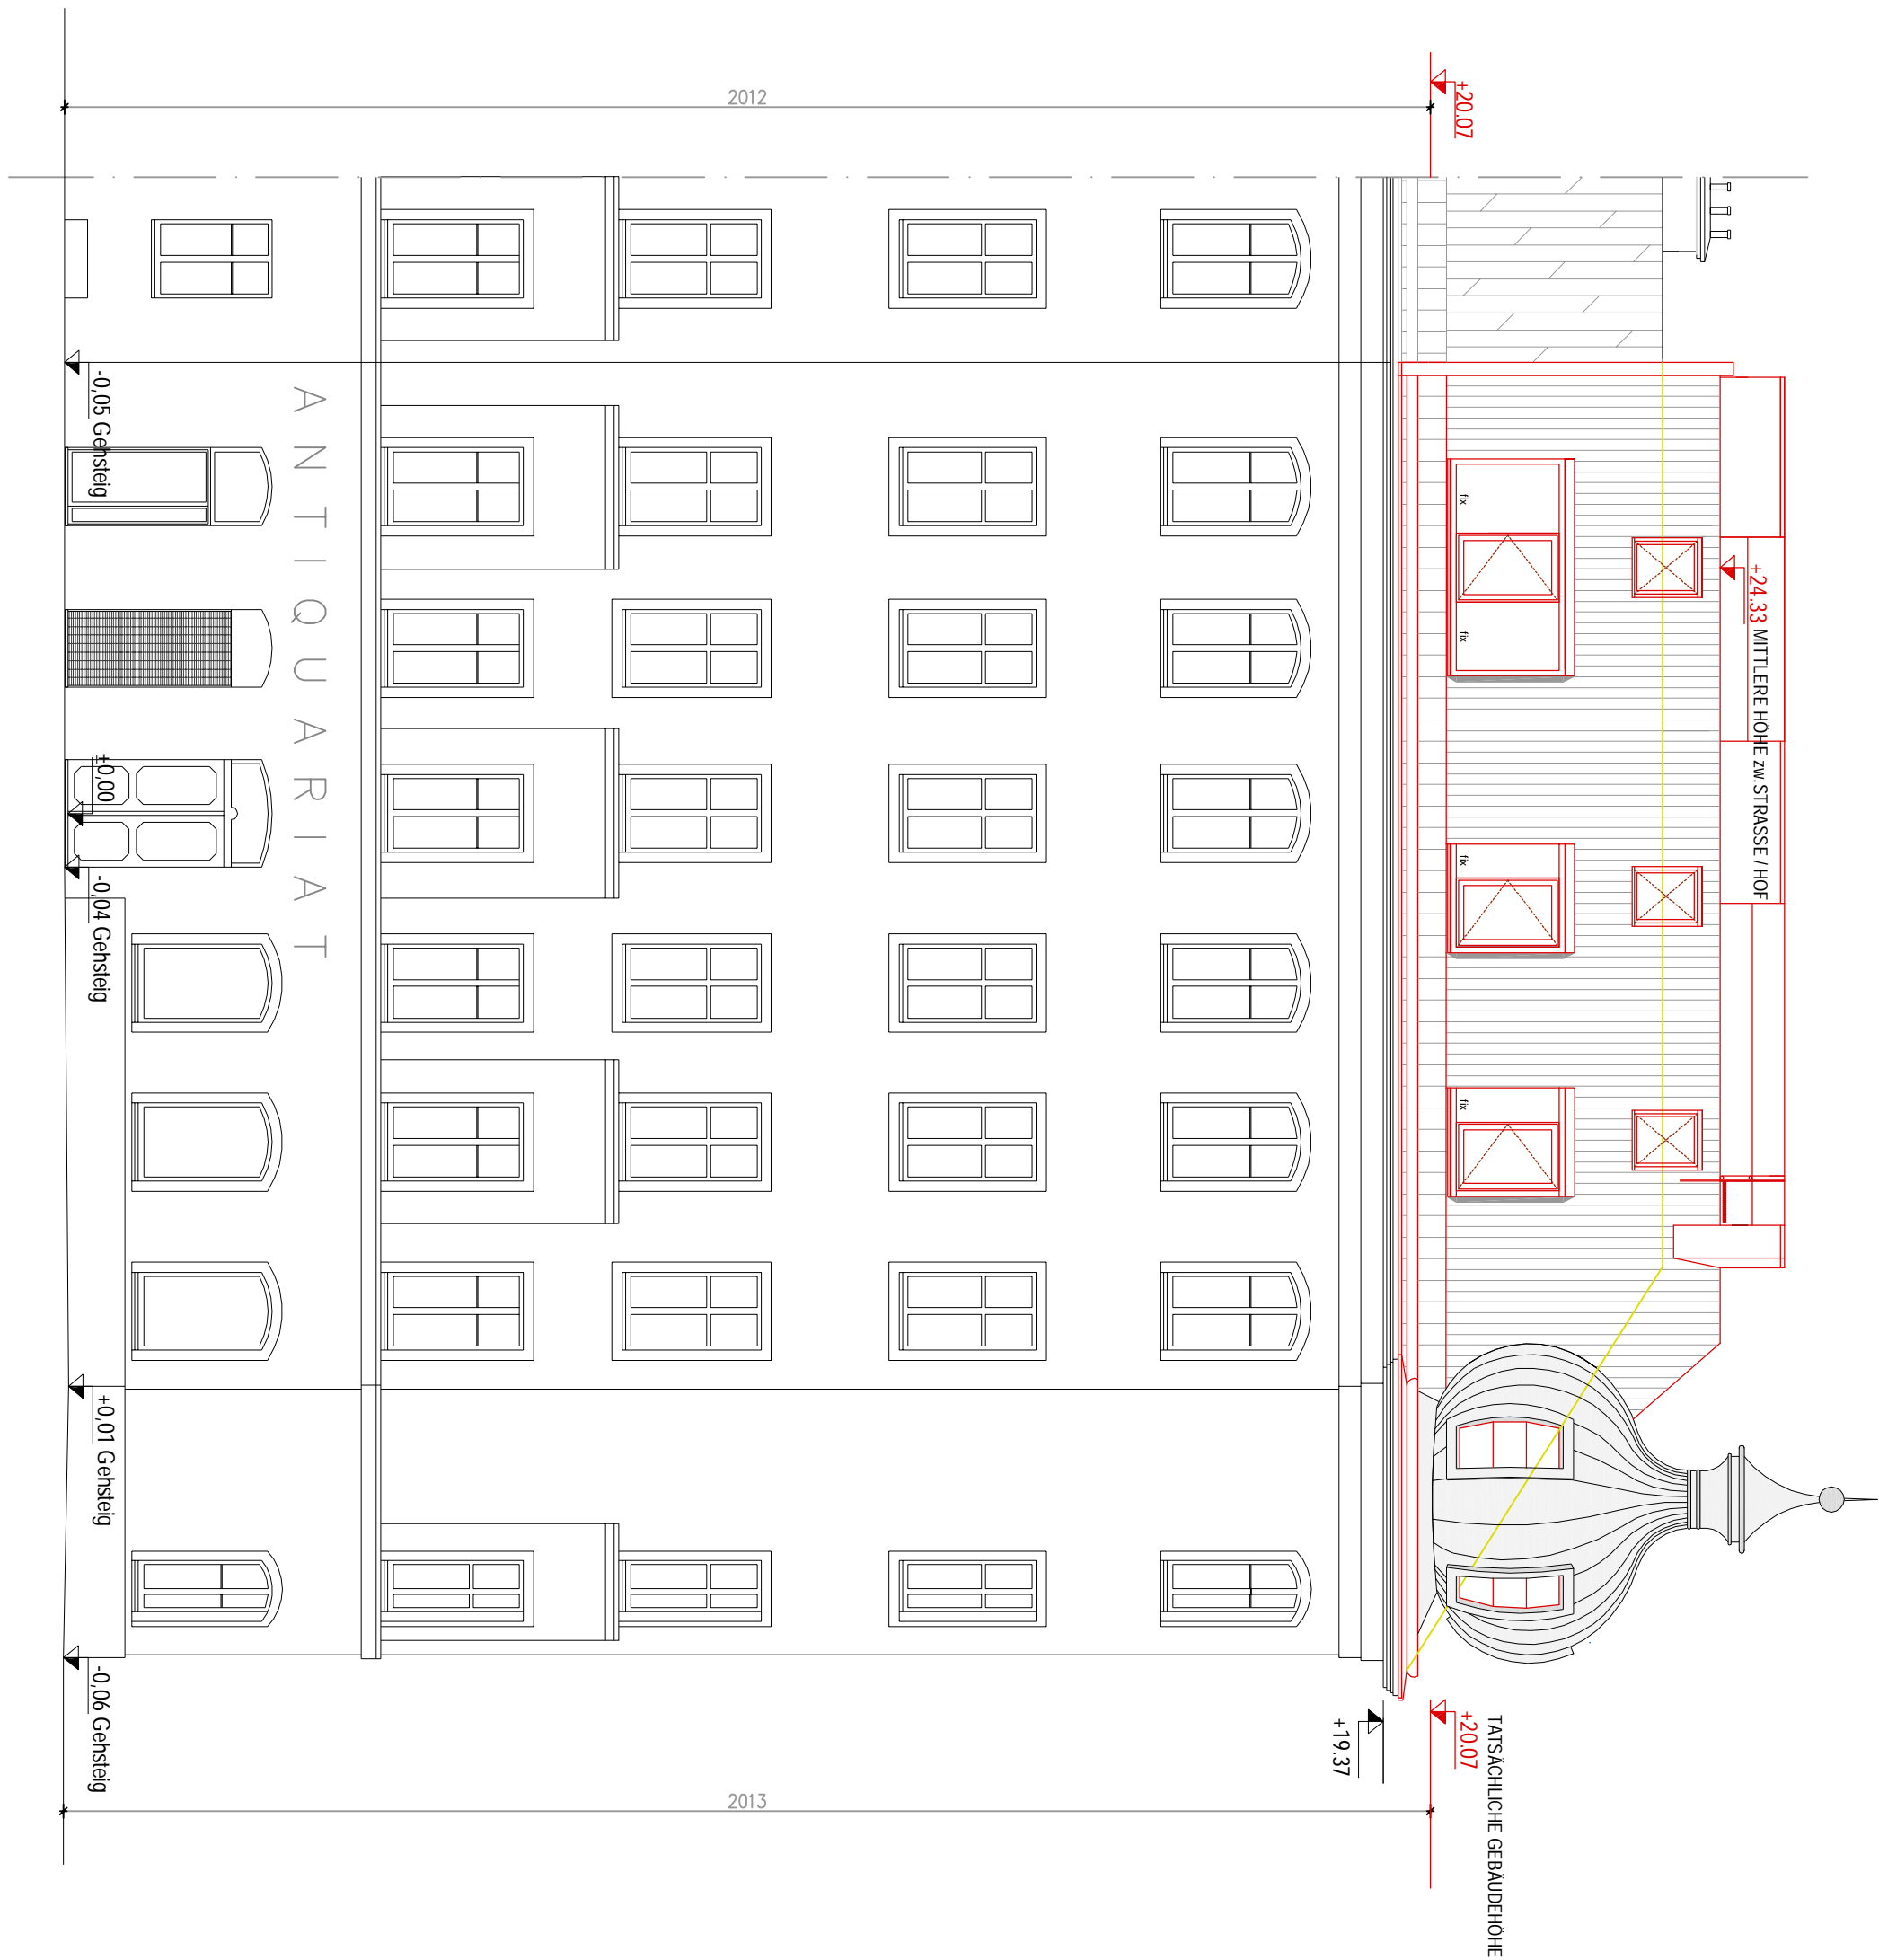 2012
+20.07
-0,05 Gehsteig
ANTIQUARIAT
±0,00
-0,04 Gehsteig
+0,01 Gehsteig
-0,06 Gehsteig
fix
fix
fix
fix
+24.33 MITTLERE HÖHE zw.STRASSE / HOF
+19.37
+20.07
TATSÄCHLICHE GEBÄUDEHÖHE
2013